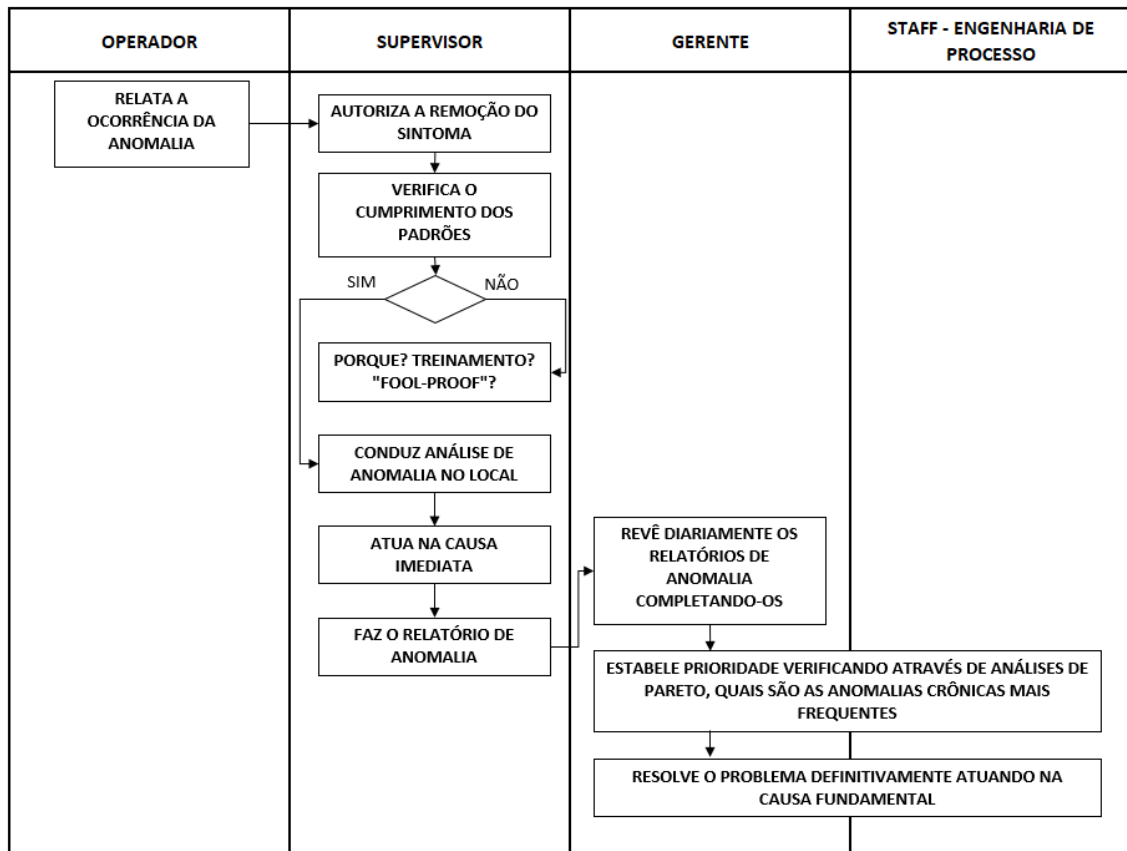 OPERADOR
SUPERVISOR
GERENTE
STAFF - ENGENHARIA DE
PROCESSO
RELATA A
OCORRÊNCIA DA
ANOMALIA
AUTORIZA A REMOÇÃO DO
SINTOMA
VERIFICA O
CUMPRIMENTO DOS
PADRÕES
SIM
NÃO
PORQUE? TREINAMENTO?
"FOOL-PROOF"?
CONDUZ ANÁLISE DE
ANOMALIA NO LOCAL
ATUA NA CAUSA
IMEDIATA
FAZ O RELATÓRIO DE
ANOMALIA
REVÊ DIARIAMENTE OS
RELATÓRIOS DE
ANOMALIA
COMPLETANDO-OS
ESTABELE PRIORIDADE VERIFICANDO ATRAVÉS DE ANÁLISES DE
PARETO, QUAIS SÃO AS ANOMALIAS CRÔNICAS MAIS
FREQUENTES
RESOLVE O PROBLEMA DEFINITIVAMENTE ATUANDO NA
CAUSA FUNDAMENTAL